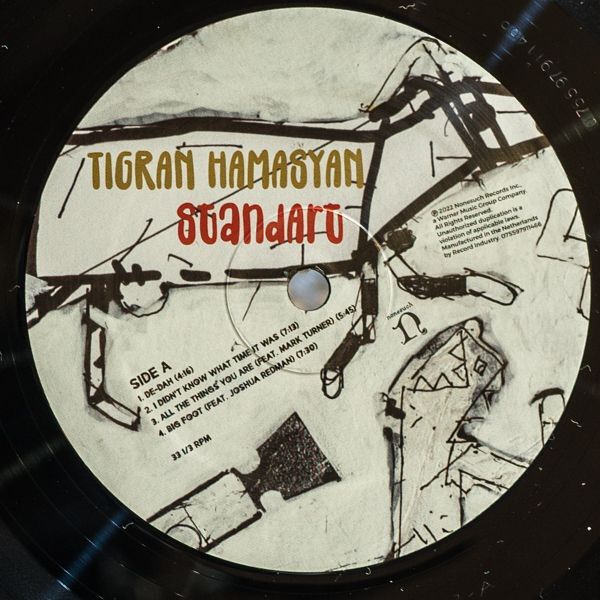 TIGRAN HAMASYAN
StandArt
℗ 2022 Nonesuch Records Inc.,
a Warner Music Group Company.
All Rights Reserved.
Unauthorized duplication is a
violation of applicable laws.
Manufactured in the Netherlands
by Record Industry. 075597911466
nonesuch
n
SIDE A
1. DE-DAH (4:16)
2. I DIDN'T KNOW WHAT TIME IT WAS (7:13)
3. ALL THE THINGS YOU ARE (FEAT. MARK TURNER) (5:45)
4. BIG FOOT (FEAT. JOSHUA REDMAN) (7:30)
33 1/3 RPM